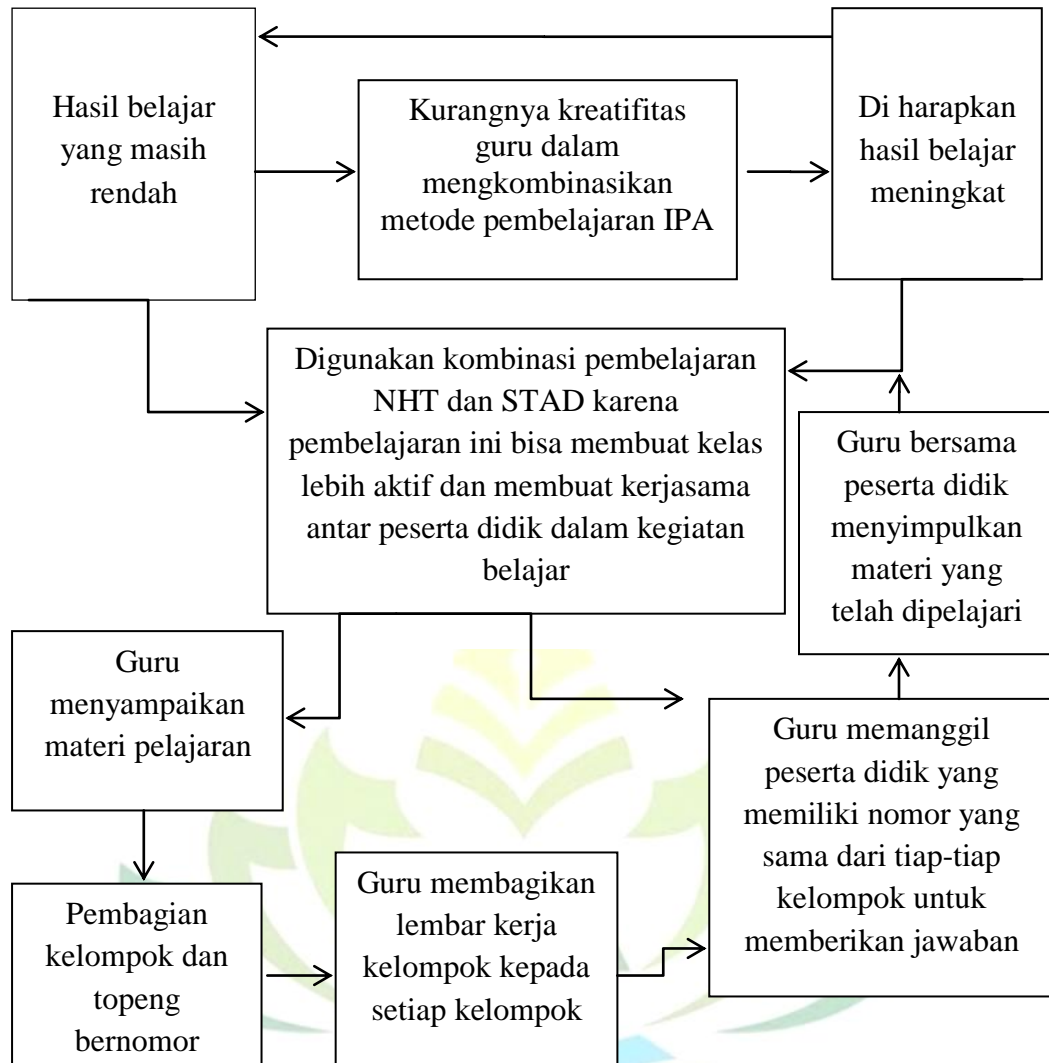 Hasil belajar
yang masih
rendah
Kurangnya kreatifitas
guru dalam
mengkombinasikan
metode pembelajaran IPA
Di harapkan
hasil belajar
meningkat
Digunakan kombinasi pembelajaran
NHT dan STAD karena
pembelajaran ini bisa membuat kelas
lebih aktif dan membuat kerjasama
antar peserta didik dalam kegiatan
belajar
Guru bersama
peserta didik
menyimpulkan
materi yang
telah dipelajari
Guru
menyampaikan
materi pelajaran
Guru memanggil
peserta didik yang
memiliki nomor yang
sama dari tiap-tiap
kelompok untuk
memberikan jawaban
Pembagian
kelompok dan
topeng
bernomor
Guru membagikan
lembar kerja
kelompok kepada
setiap kelompok